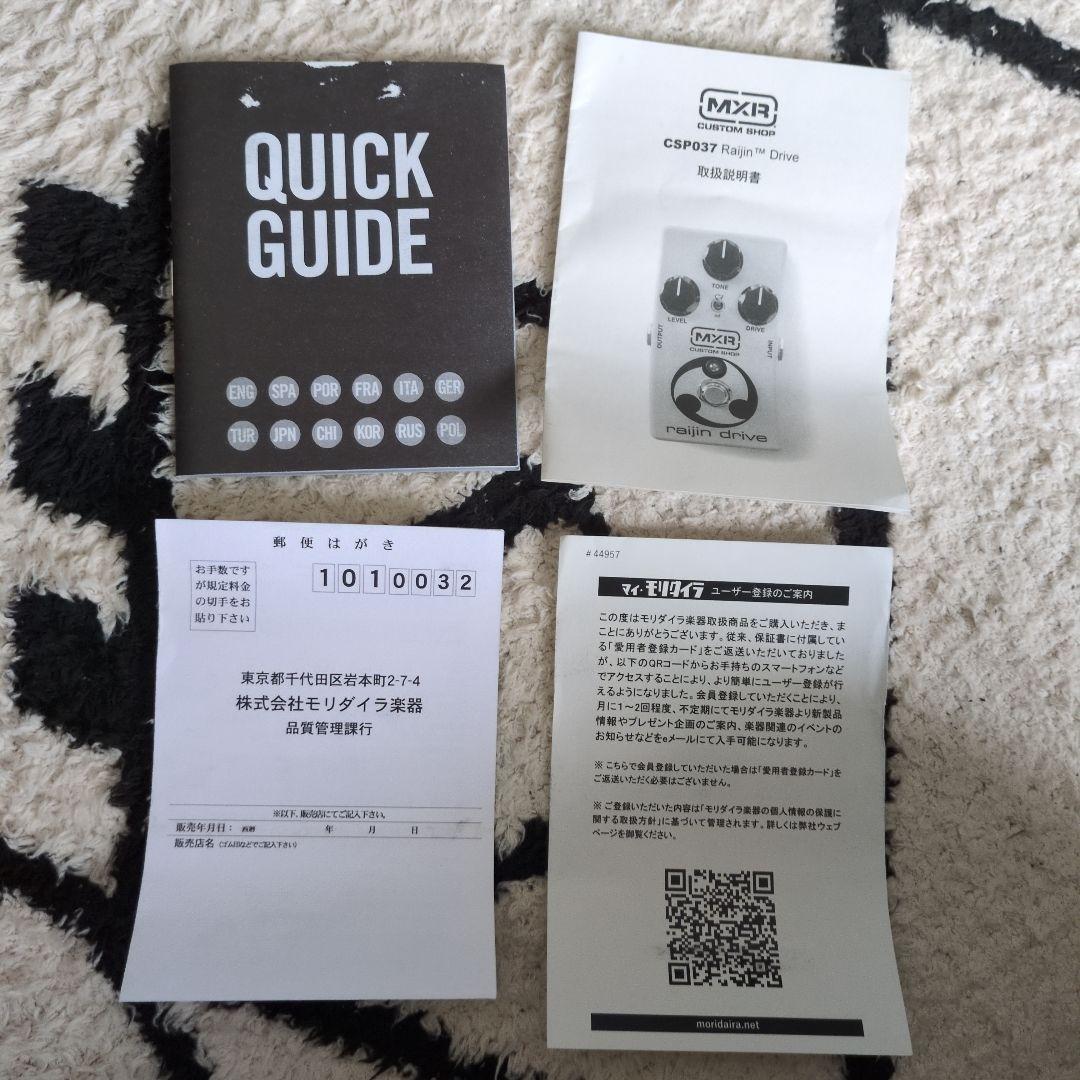 QUICK
GUIDE
ENG SPA POR FRA ITA GER
TUR JPN CHI KOR RUS POL
MXR
CUSTOM SHOP
CSP037 Raijin™ Drive
取扱説明書
TONE
LEVEL
DRIVE
OUTPUT
INPUT
MXR
CUSTOM SHOP
raijin drive
郵便はがき
お手数です
が規定料金
の切手をお
貼り下さい
1010032
東京都千代田区岩本町2-7-4
株式会社モリダイラ楽器
品質管理課行
※以下、販売店にてご記入下さい。
販売年月日： 西暦 年 月 日
販売店名（ゴム印などでご記入下さい）
#44957
マイ・モリダイラ ユーザー登録のご案内
この度はモリダイラ楽器取扱商品をご購入いただき、ま
ことにありがとうございます。従来、保証書に付属してい
る「愛用者登録カード」をご返送いただいておりました
が、以下のQRコードからお手持ちのスマートフォンなど
でアクセスすることにより、より簡単にユーザー登録が行
えるようになりました。会員登録していただくことにより、
月に1〜2回程度、不定期にてモリダイラ楽器より新製品
情報やプレゼント企画のご案内、楽器関連のイベントの
お知らせなどをeメールにて入手可能になります。
※ こちらで会員登録していただいた場合は「愛用者登録カード」を
ご返送いただく必要はございません。
※ ご登録いただいた内容は「モリダイラ楽器の個人情報の保護に
関する取扱方針」に基づいて管理されます。詳しくは弊社ウェブ
ページを御覧ください。
moridaira.net